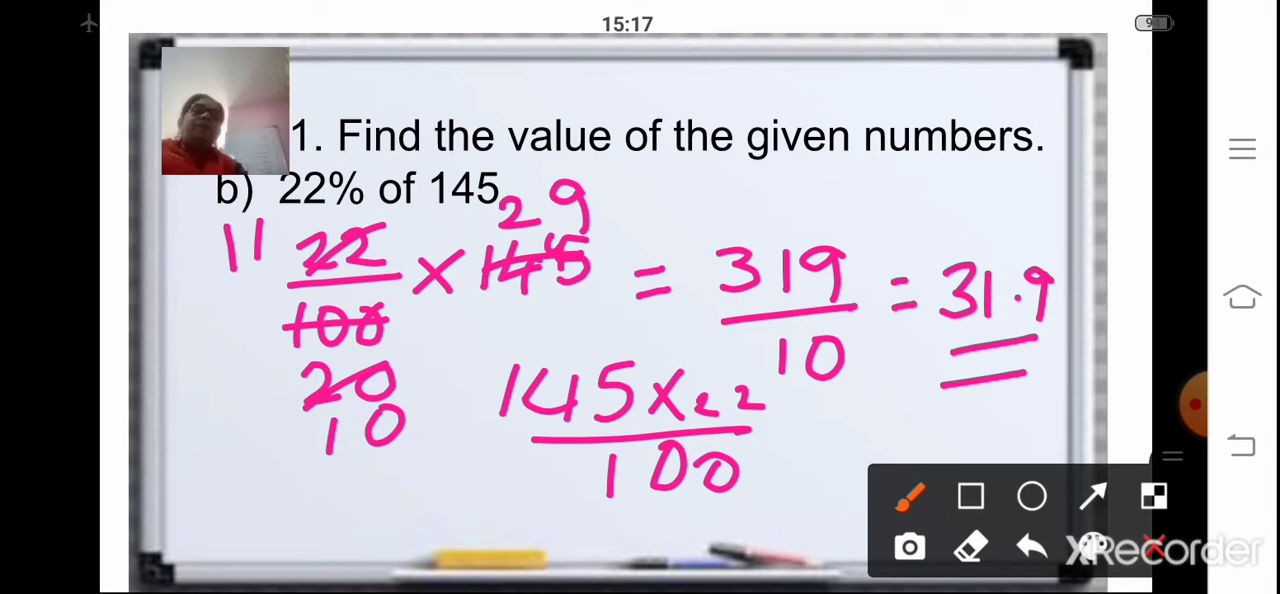 15:17
1. Find the value of the given numbers.
b) 22% of 145
29
11 22/100 × 145 = 319/10 = 31.9
20
10
145 × 22/100
XRecorder